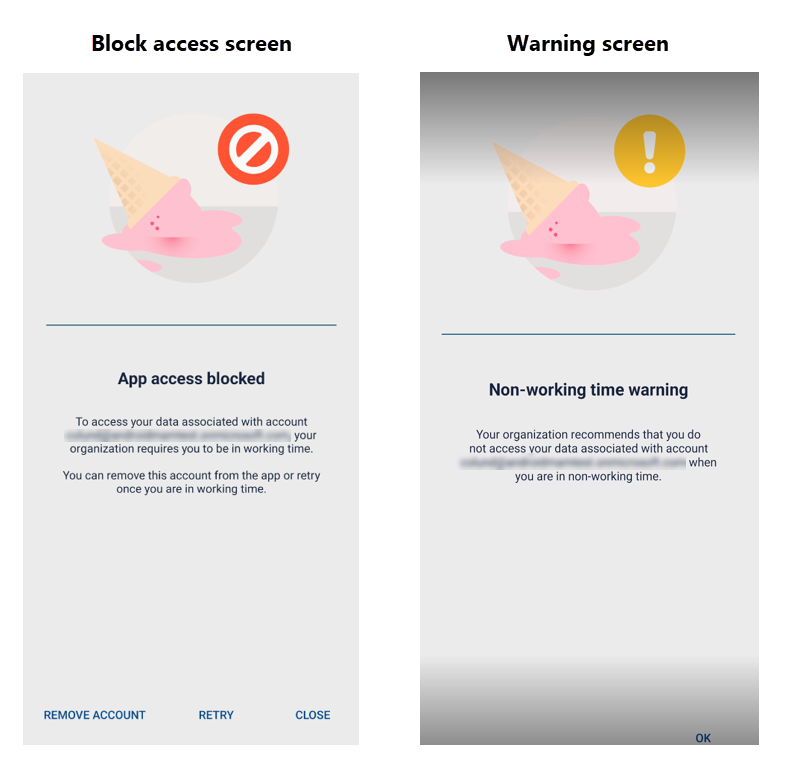 Block access screen
App access blocked
To access your data associated with account
your
organization requires you to be in working time.
You can remove this account from the app or retry
once you are in working time.
REMOVE ACCOUNT
RETRY
CLOSE
Warning screen
Non-working time warning
Your organization recommends that you do
not access your data associated with account
when
you are in non-working time.
OK